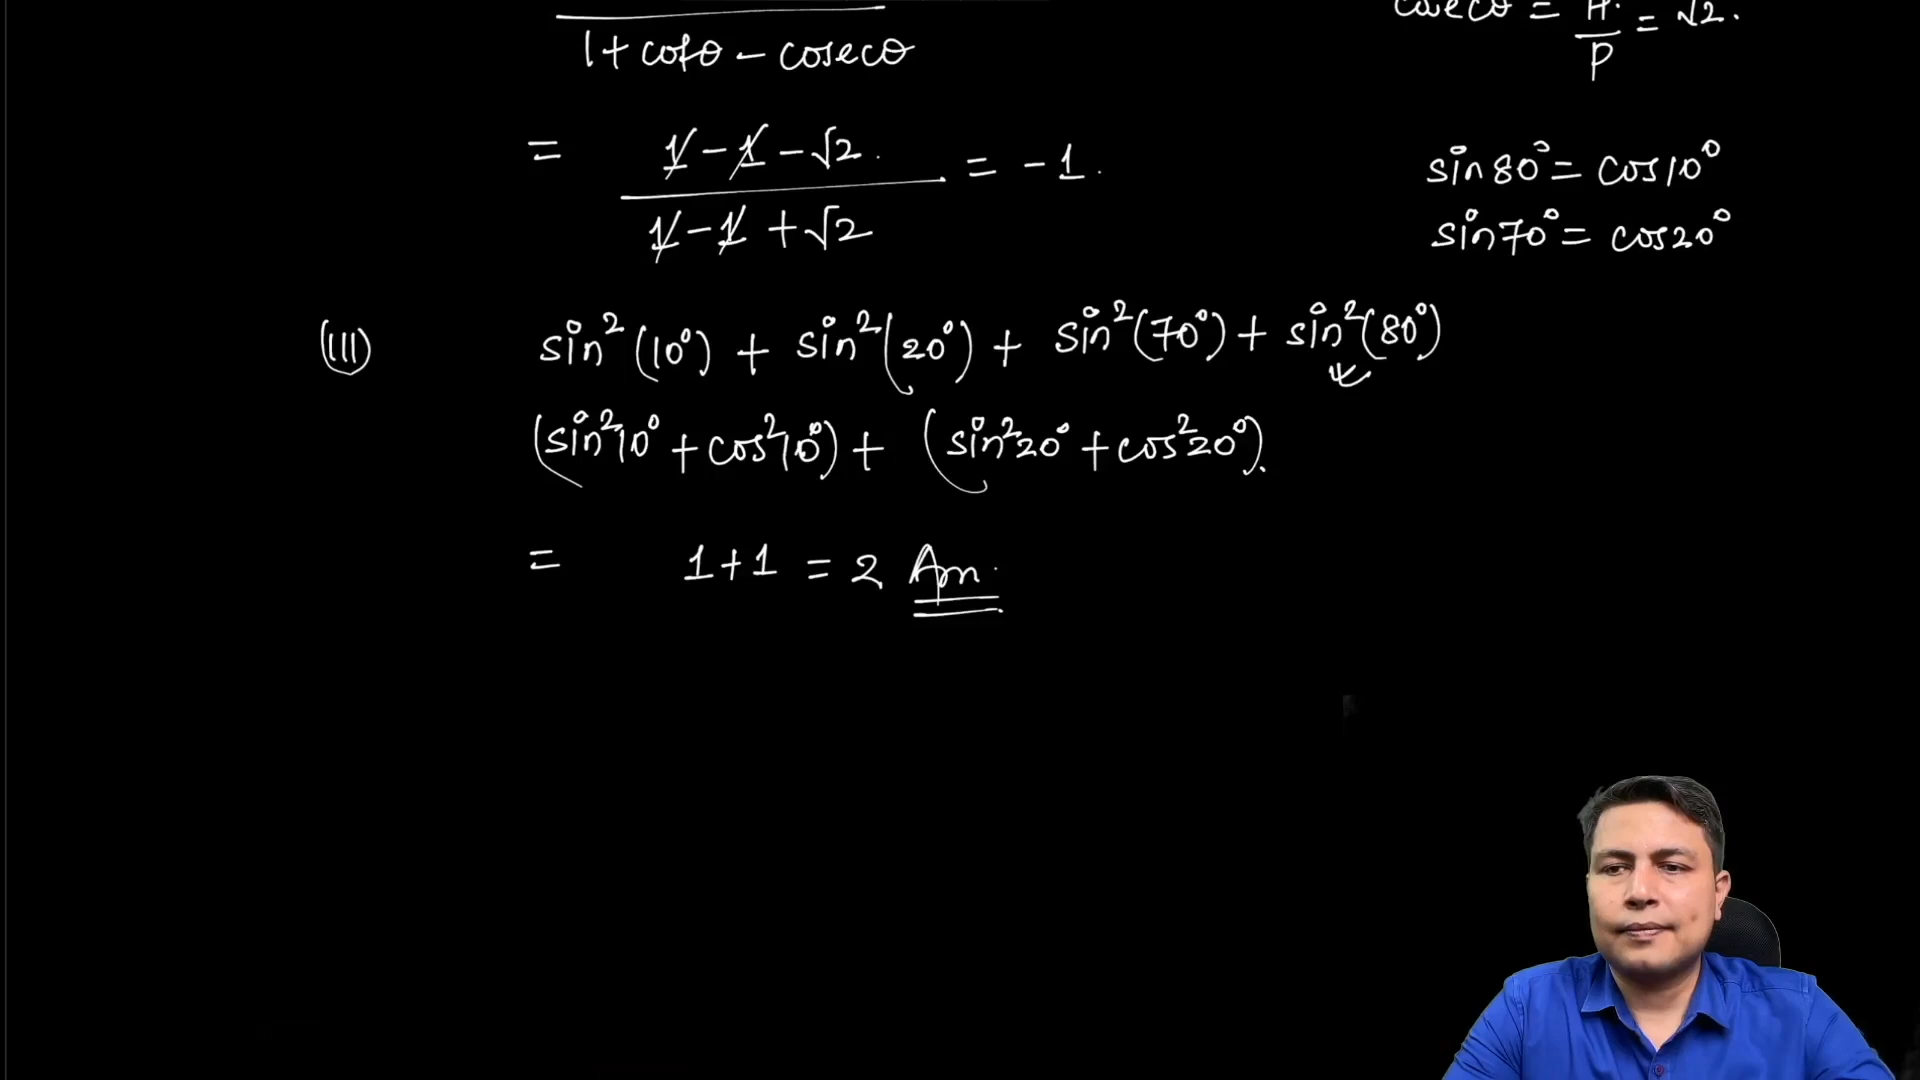 cosecθ = H/P = √2.
1 + cotθ - cosecθ
= (1 - 1 - √2.)/(1 - 1 + √2) = -1.
sin80° = cos10°
sin70° = cos20°
(III) sin²(10°) + sin²(20°) + sin²(70°) + sin²(80°)
(sin²10° + cos²10°) + (sin²20° + cos²20°).
= 1+1 = 2 Ans.